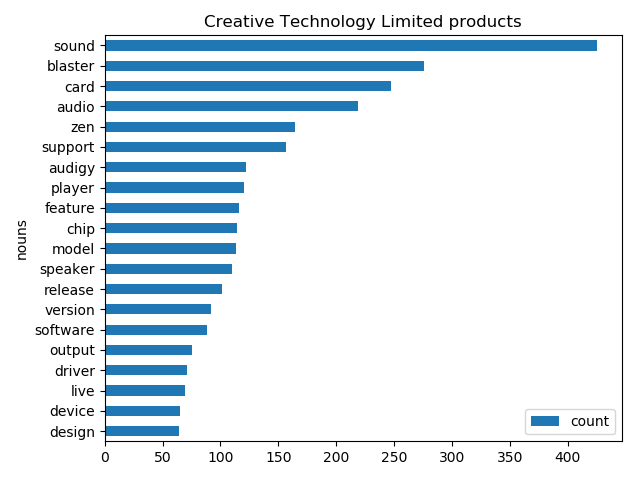 Creative Technology Limited products
sound
blaster
card
audio
zen
support
audigy
player
feature
chip
model
speaker
release
version
software
output
driver
live
device
design
nouns
count
0 50 100 150 200 250 300 350 400